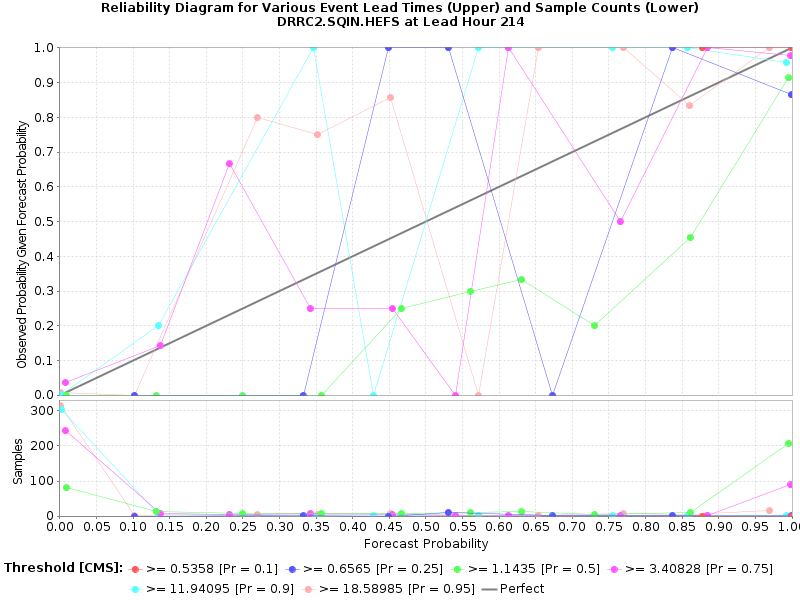 Reliability Diagram for Various Event Lead Times (Upper) and Sample Counts (Lower)
DRRC2.SQIN.HEFS at Lead Hour 214
Observed Probability Given Forecast Probability
1.0
0.9
0.8
0.7
0.6
0.5
0.4
0.3
0.2
0.1
0.0
Samples
300
200
100
0
0.00 0.05 0.10 0.15 0.20 0.25 0.30 0.35 0.40 0.45 0.50 0.55 0.60 0.65 0.70 0.75 0.80 0.85 0.90 0.95 1.0
Forecast Probability
Threshold [CMS]: >= 0.5358 [Pr = 0.1] >= 0.6565 [Pr = 0.25] >= 1.1435 [Pr = 0.5] >= 3.40828 [Pr = 0.75]
>= 11.94095 [Pr = 0.9] >= 18.58985 [Pr = 0.95] Perfect